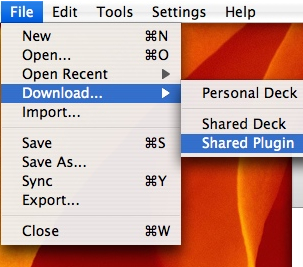 File Edit Tools Settings Help
New ⌘N
Open... ⌘O
Open Recent ▶
Download... ▶
Import...
Save ⌘S
Save As...
Sync ⌘Y
Export...
Close ⌘W
Personal Deck
Shared Deck
Shared Plugin